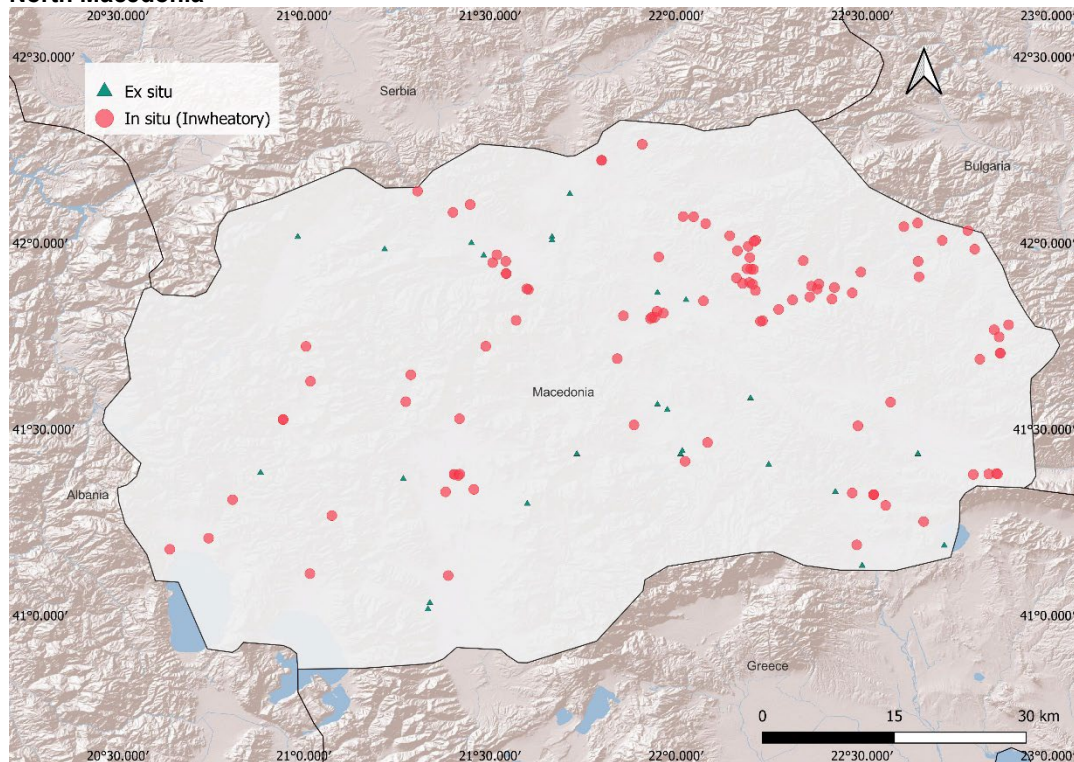 North Macedonia
20°30.000′ 21°0.000′ 21°30.000′ 22°0.000′ 22°30.000′ 23°0.000′
42°30.000′ 42°30.000′
Ex situ
In situ (Inwheatory)
Serbia
Bulgaria
42°0.000′ 42°0.000′
Macedonia
41°30.000′ 41°30.000′
Albania
41°0.000′ 41°0.000′
Greece
0 15 30 km
20°30.000′ 21°0.000′ 21°30.000′ 22°0.000′ 22°30.000′ 23°0.000′